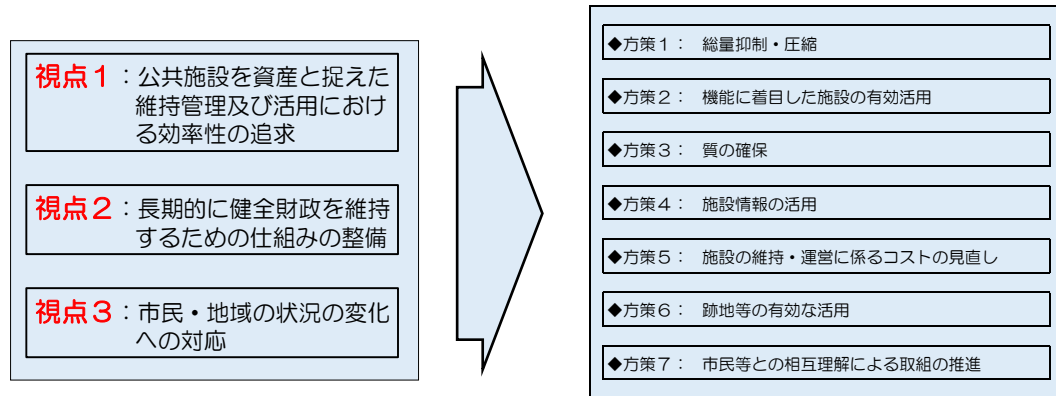 視点1：公共施設を資産と捉えた
維持管理及び活用におけ
る効率性の追求
視点2：長期的に健全財政を維持
するための仕組みの整備
視点3：市民・地域の状況の変化
への対応
◆方策1：　総量抑制・圧縮
◆方策2：　機能に着目した施設の有効活用
◆方策3：　質の確保
◆方策4：　施設情報の活用
◆方策5：　施設の維持・運営に係るコストの見直し
◆方策6：　跡地等の有効な活用
◆方策7：　市民等との相互理解による取組の推進